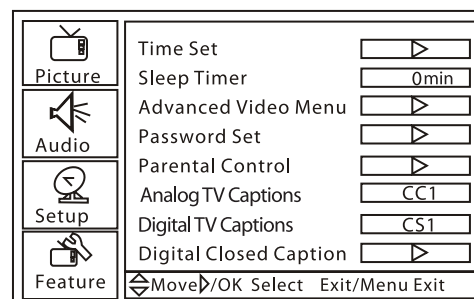 Picture
Audio
Setup
Feature
Time Set
Sleep Timer 0min
Advanced Video Menu
Password Set
Parental Control
Analog TV Captions CC1
Digital TV Captions CS1
Digital Closed Caption
Move /OK Select Exit/Menu Exit